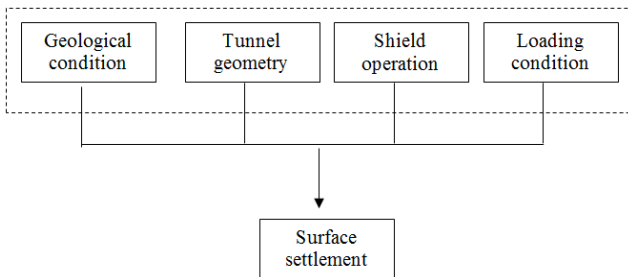 Geological
condition
Tunnel
geometry
Shield
operation
Loading
condition
Surface
settlement